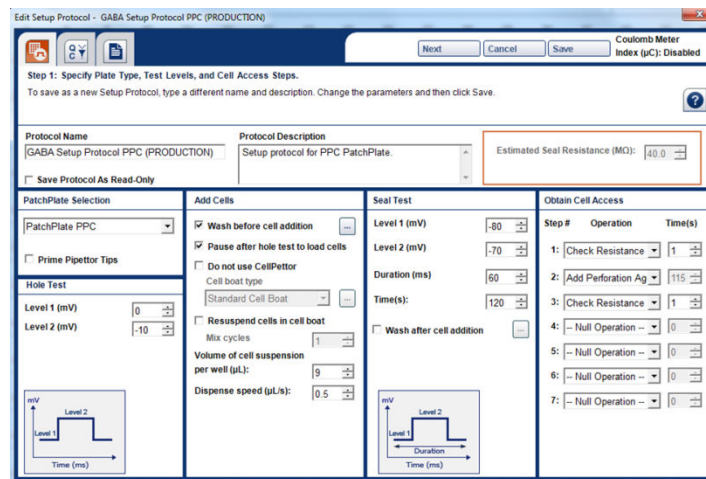 Edit Setup Protocol - GABA Setup Protocol PPC (PRODUCTION)
Next
Cancel
Save
Coulomb Meter
Index (µC): Disabled
Step 1: Specify Plate Type, Test Levels, and Cell Access Steps.
To save as a new Setup Protocol, type a different name and description. Change the parameters and then click Save.
?
Protocol Name
Protocol Description
GABA Setup Protocol PPC (PRODUCTION)
Setup protocol for PPC PatchPlate.
Estimated Seal Resistance (MΩ): 40.0
Save Protocol As Read-Only
PatchPlate Selection
PatchPlate PPC
Prime Pipettor Tips
Hole Test
Level 1 (mV) 0
Level 2 (mV) -10
mV
Level 2
Level 1
Time (ms)
Add Cells
Wash before cell addition ...
Pause after hole test to load cells
Do not use CellPettor
Cell boat type
Standard Cell Boat ...
Resuspend cells in cell boat
Mix cycles 1
Volume of cell suspension
per well (µL): 9
Dispense speed (µL/s): 0.5
Seal Test
Level 1 (mV) -80
Level 2 (mV) -70
Duration (ms) 60
Time(s): 120
Wash after cell addition ...
mV
Level 2
Level 1
Duration
Time (ms)
Obtain Cell Access
Step # Operation Time(s)
1: Check Resistance 1
2: Add Perforation Ag 115
3: Check Resistance 1
4: -- Null Operation -- 0
5: -- Null Operation -- 0
6: -- Null Operation -- 0
7: -- Null Operation -- 0